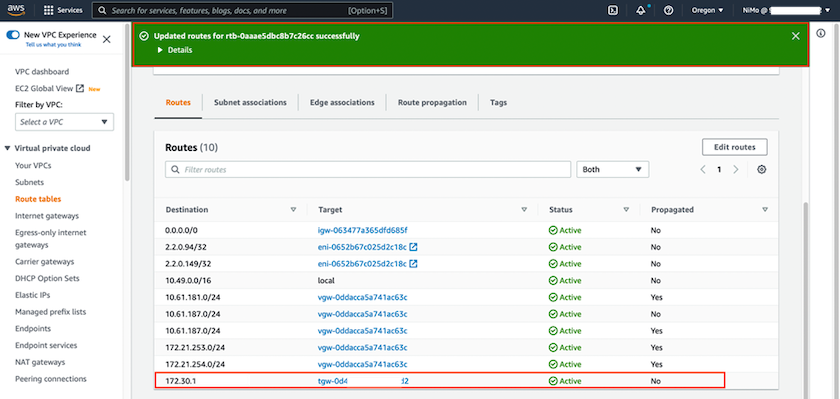 aws Services Search for services, features, blogs, docs, and more [Option+S] Oregon NiMo @
New VPC Experience
Tell us what you think
VPC dashboard
EC2 Global View New
Filter by VPC:
Select a VPC
Virtual private cloud
Your VPCs
Subnets
Route tables
Internet gateways
Egress-only internet
gateways
Carrier gateways
DHCP Option Sets
Elastic IPs
Managed prefix lists
Endpoints
Endpoint services
NAT gateways
Peering connections
Updated routes for rtb-0aaae5dbc8b7c26cc successfully
Details
Routes Subnet associations Edge associations Route propagation Tags
Routes (10) Edit routes
Filter routes Both 1
Destination Target Status Propagated
0.0.0.0/0 igw-063477a365dfd685f Active No
2.2.0.94/32 eni-0652b67c025d2c18c Active No
2.2.0.149/32 eni-0652b67c025d2c18c Active No
10.49.0.0/16 local Active No
10.61.181.0/24 vgw-0ddacca5a741ac63c Active Yes
10.61.187.0/24 vgw-0ddacca5a741ac63c Active Yes
10.61.187.0/24 vgw-0ddacca5a741ac63c Active No
172.21.253.0/24 vgw-0ddacca5a741ac63c Active Yes
172.21.254.0/24 vgw-0ddacca5a741ac63c Active Yes
172.30.1 tgw-0d4 d2 Active No